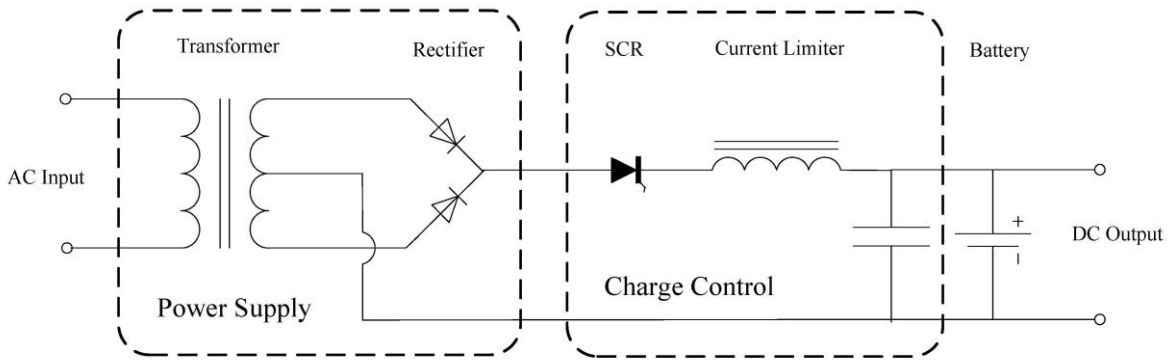 Transformer
Rectifier
SCR
Current Limiter
Battery
AC Input
+
DC Output
−
Power Supply
Charge Control